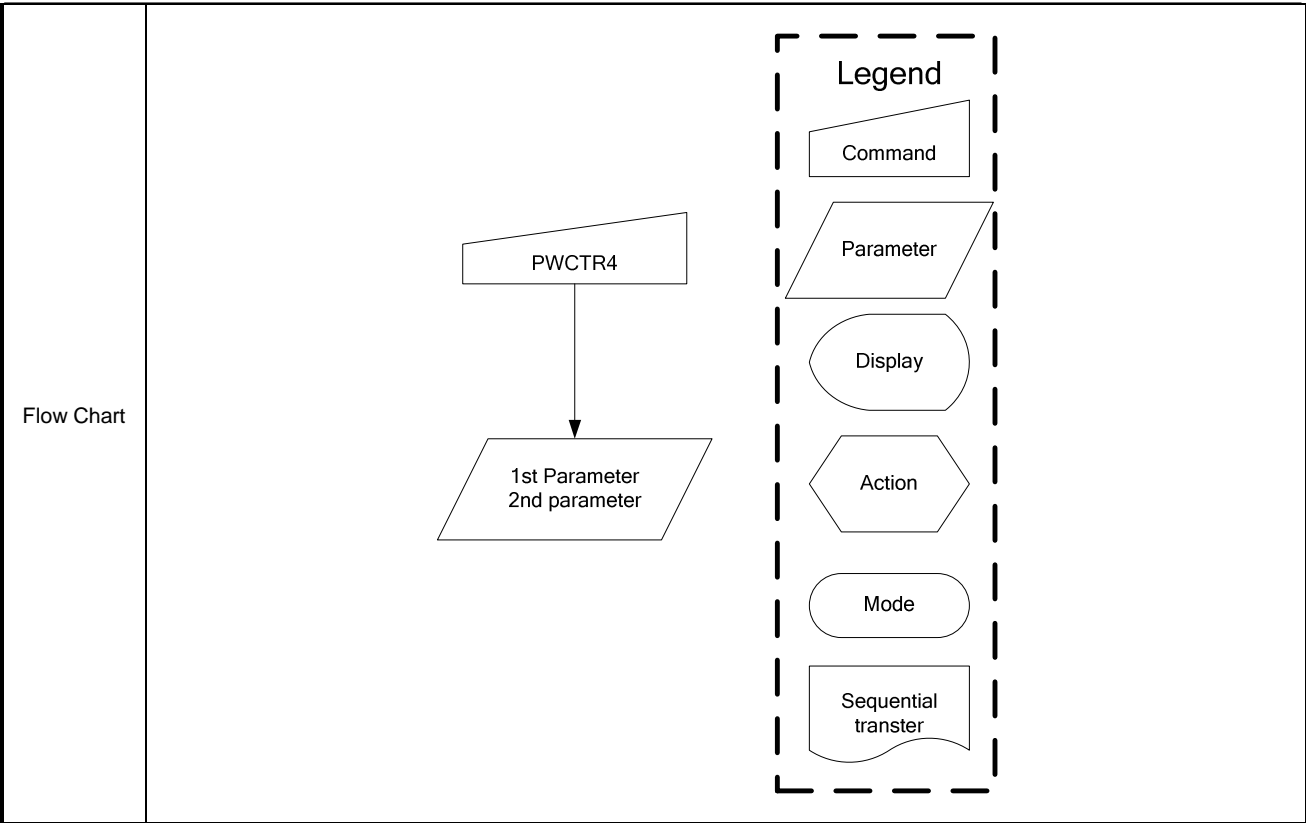 Flow Chart
PWCTR4
1st Parameter
2nd parameter
Legend
Command
Parameter
Display
Action
Mode
Sequential
transter